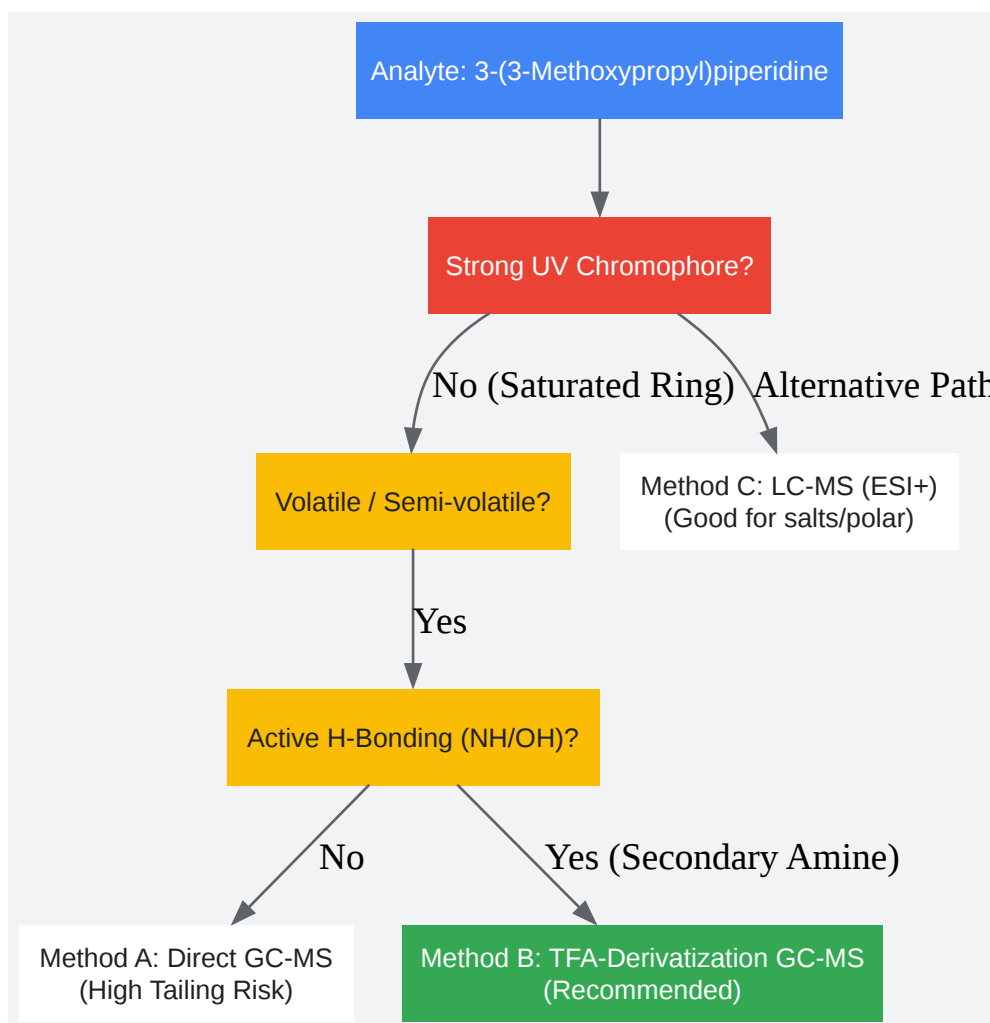 Analyte: 3-(3-Methoxypropyl)piperidine
Strong UV Chromophore?
No (Saturated Ring)
Alternative Path
Volatile / Semi-volatile?
Method C: LC-MS (ESI+)
(Good for salts/polar)
Yes
Active H-Bonding (NH/OH)?
No
Yes (Secondary Amine)
Method A: Direct GC-MS
(High Tailing Risk)
Method B: TFA-Derivatization GC-MS
(Recommended)